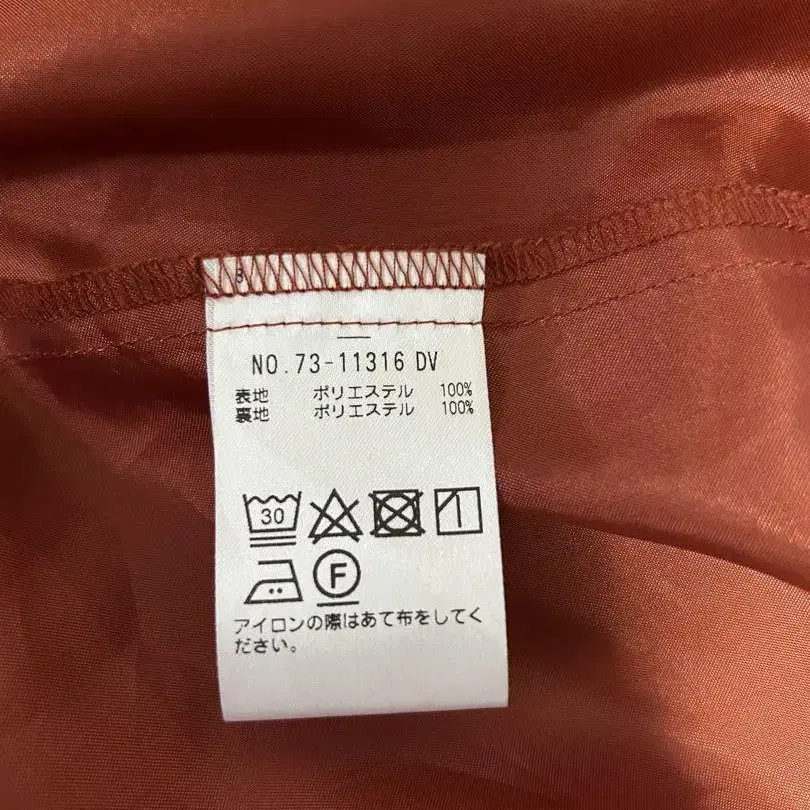 8
NO.73-11316 DV
表地 ポリエステル 100%
裏地 ポリエステル 100%
30
F
アイロンの際はあて布をしてく
ださい。